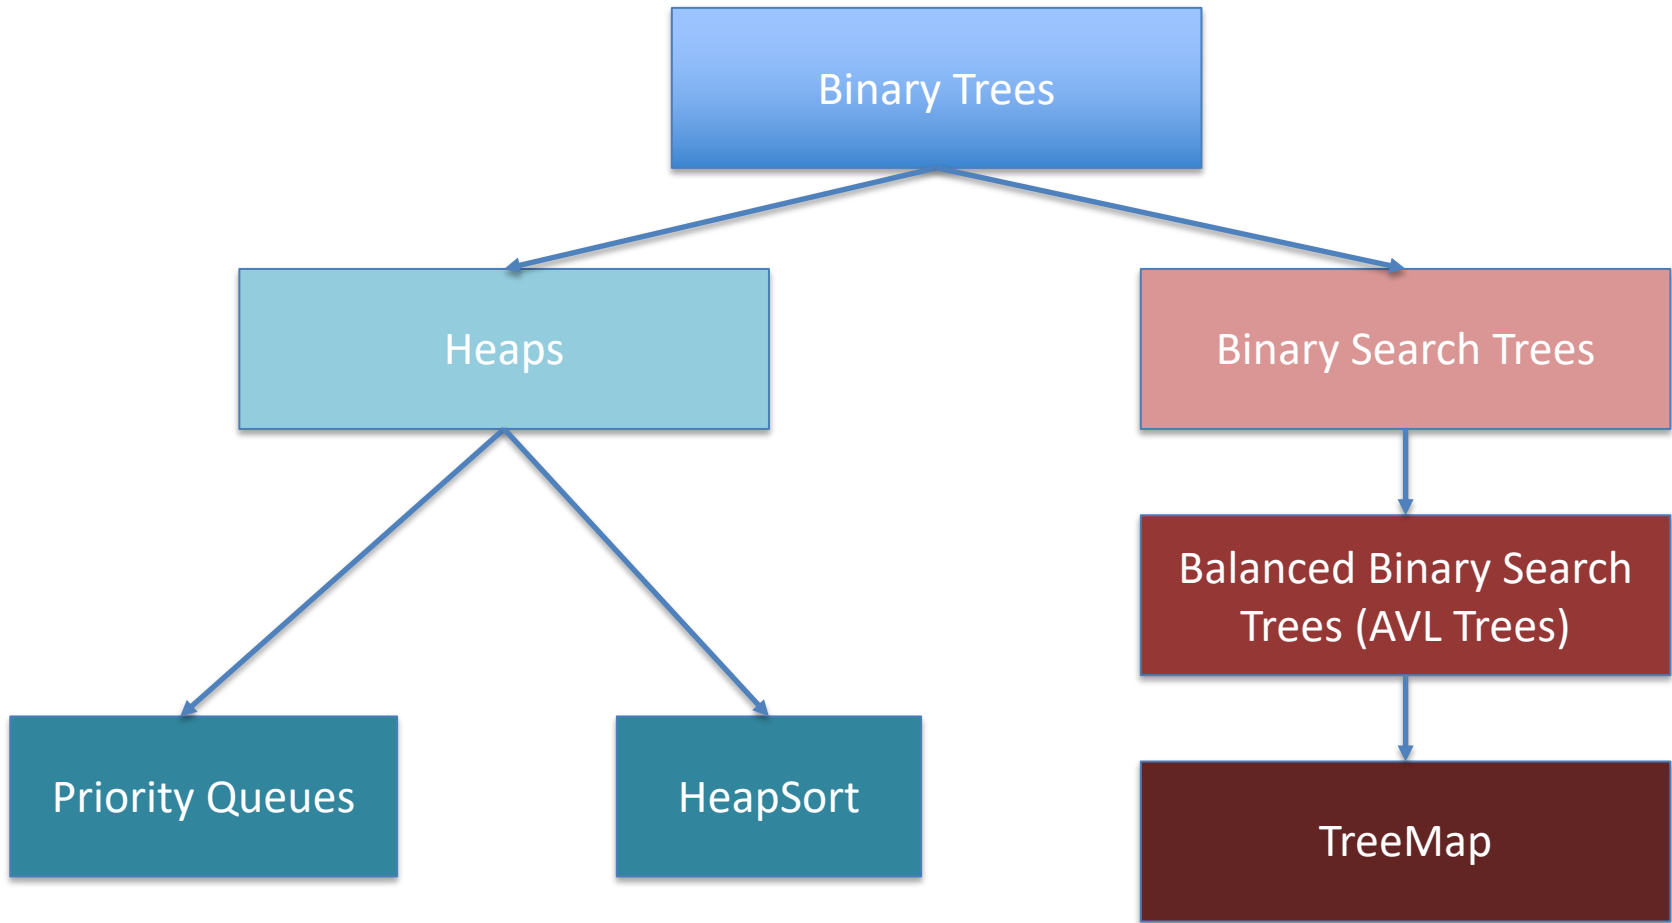 Binary Trees
Heaps
Binary Search Trees
Balanced Binary Search
Trees (AVL Trees)
Priority Queues
HeapSort
TreeMap